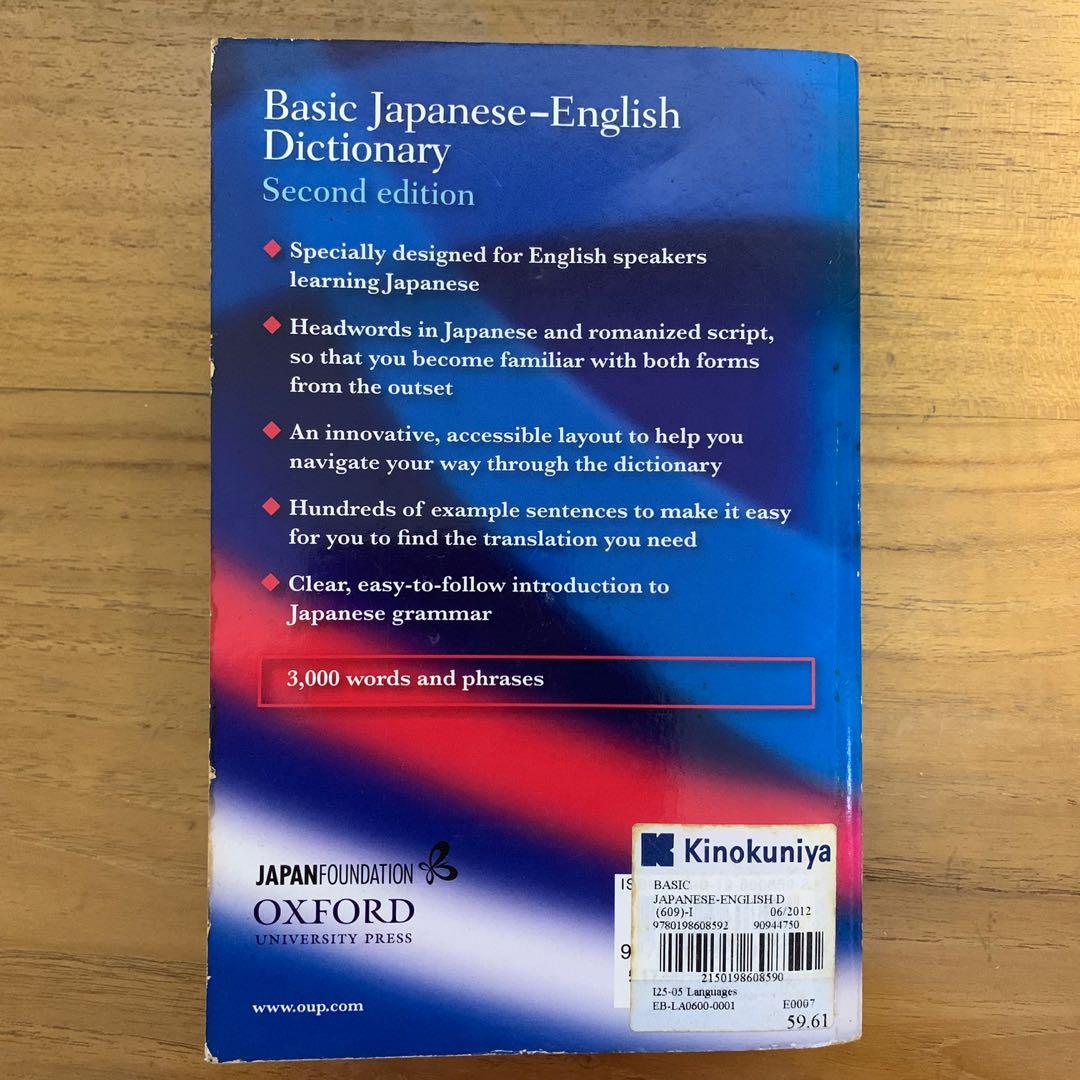 Basic Japanese–English
Dictionary
Second edition
Specially designed for English speakers
learning Japanese
Headwords in Japanese and romanized script,
so that you become familiar with both forms
from the outset
An innovative, accessible layout to help you
navigate your way through the dictionary
Hundreds of example sentences to make it easy
for you to find the translation you need
Clear, easy-to-follow introduction to
Japanese grammar
3,000 words and phrases
JAPANFOUNDATION
OXFORD
UNIVERSITY PRESS
www.oup.com
Kinokuniya
BASIC
JAPANESE-ENGLISH D
(609)-I 06/2012
9780198608592 90944750
2150198608590
I25-05 Languages
EB-LA0600-0001 E0007
59.61